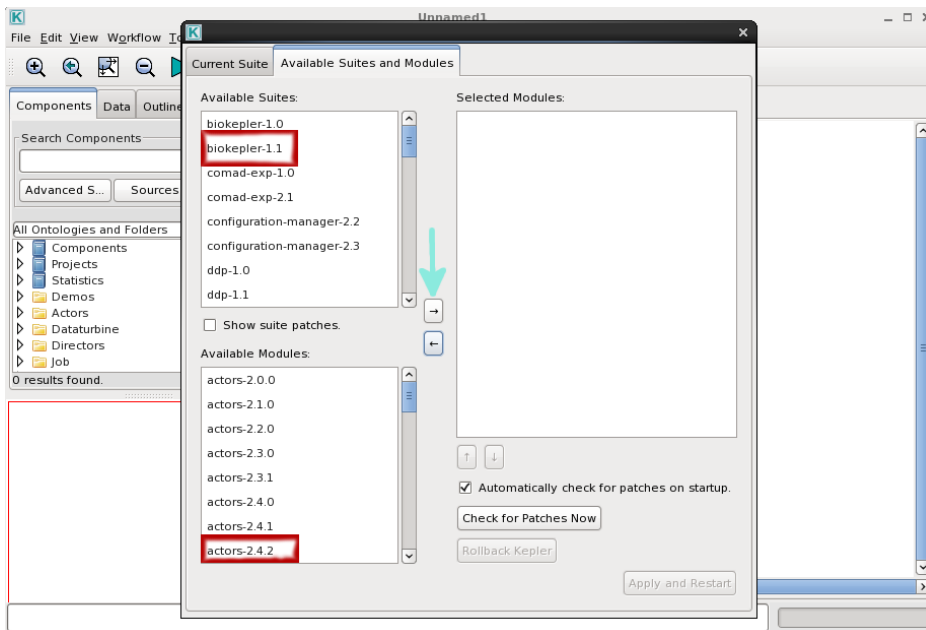 Unnamed1
File Edit View Workflow
Components Data Outline
Search Components
Advanced S... Sources
All Ontologies and Folders
Components
Projects
Statistics
Demos
Actors
Dataturbine
Directors
Job
0 results found.
K
Current Suite Available Suites and Modules
Available Suites:
biokepler-1.0
biokepler-1.1
comad-exp-1.0
comad-exp-2.1
configuration-manager-2.2
configuration-manager-2.3
ddp-1.0
ddp-1.1
Show suite patches.
Available Modules:
actors-2.0.0
actors-2.1.0
actors-2.2.0
actors-2.3.0
actors-2.3.1
actors-2.4.0
actors-2.4.1
actors-2.4.2
→
←
Selected Modules:
↑ ↓
Automatically check for patches on startup.
Check for Patches Now
Rollback Kepler
Apply and Restart